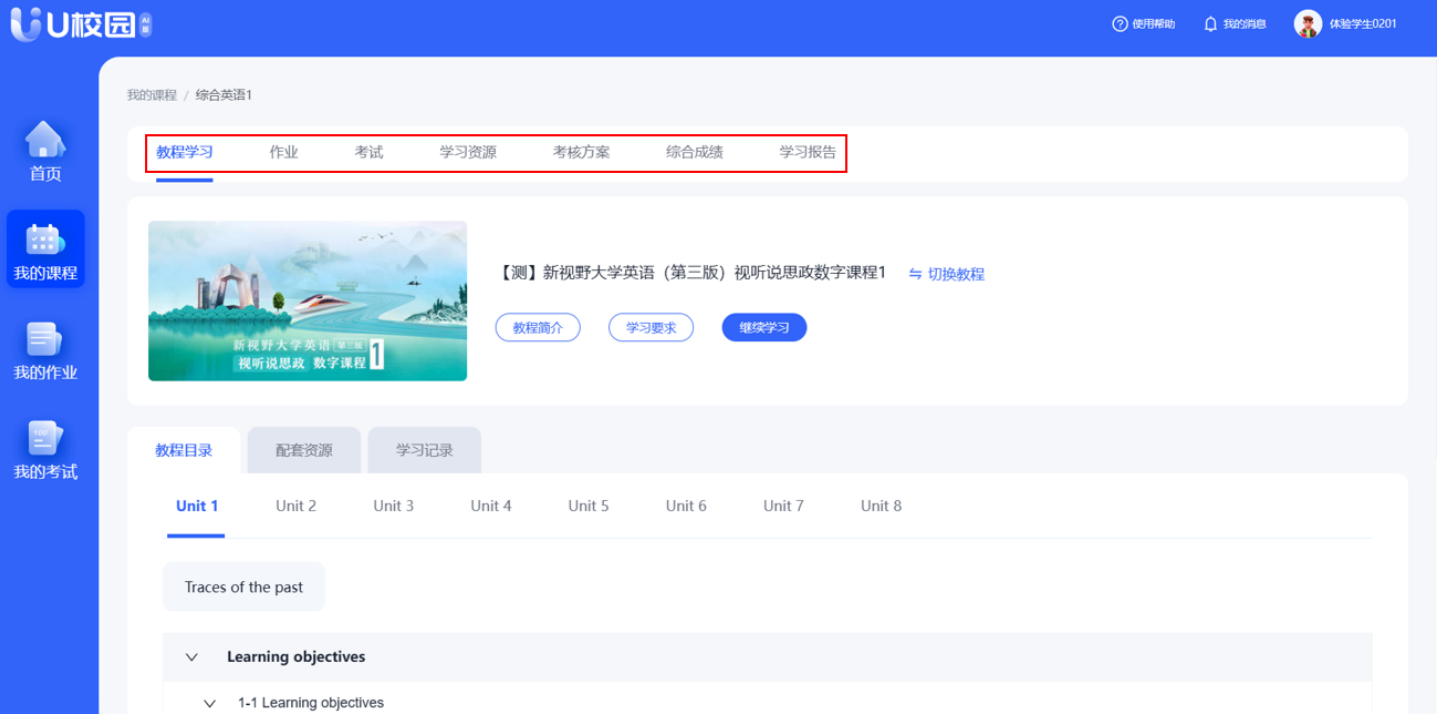 U校园 AI版
使用帮助 我的消息 体验学生0201
我的课程 / 综合英语1
首页
我的课程
我的作业
我的考试
教程学习 作业 考试 学习资源 考核方案 综合成绩 学习报告
新视野大学英语 第三版
视听说思政 数字课程 1
【测】新视野大学英语（第三版）视听说思政数字课程1 切换教程
教程简介 学习要求 继续学习
教程目录 配套资源 学习记录
Unit 1 Unit 2 Unit 3 Unit 4 Unit 5 Unit 6 Unit 7 Unit 8
Traces of the past
Learning objectives
1-1 Learning objectives